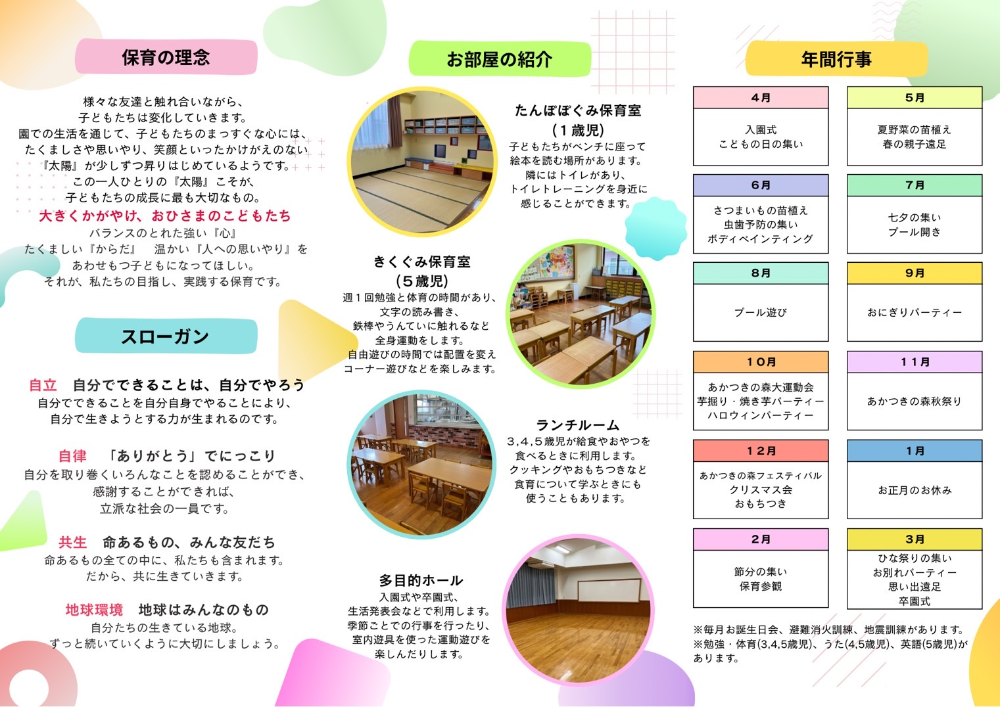 保育の理念
様々な友達と触れ合いながら、
子どもたちは変化していきます。
園での生活を通じて、子どもたちのまっすぐな心には、
たくましさや思いやり、笑顔といったかけがえのない
『太陽』が少しずつ昇りはじめているようです。
この一人ひとりの『太陽』こそが、
子どもたちの成長に最も大切なもの。
大きくかがやけ、おひさまのこどもたち
バランスのとれた強い『心』
たくましい『からだ』　温かい『人への思いやり』を
あわせもつ子どもになってほしい。
それが、私たちの目指し、実践する保育です。
スローガン
自立　自分でできることは、自分でやろう
自分でできることを自分自身でやることにより、
自分で生きようとする力が生まれるのです。
自律　「ありがとう」でにっこり
自分を取り巻くいろんなことを認めることができ、
感謝することができれば、
立派な社会の一員です。
共生　命あるもの、みんな友だち
命あるもの全ての中に、私たちも含まれます。
だから、共に生きていきます。
地球環境　地球はみんなのもの
自分たちの生きている地球。
ずっと続いていくように大切にしましょう。
お部屋の紹介
たんぽぽぐみ保育室
(１歳児)
子どもたちがベンチに座って
絵本を読む場所があります。
隣にはトイレがあり、
トイレトレーニングを身近に
感じることができます。
きくぐみ保育室
(５歳児)
週１回勉強と体育の時間があり、
文字の読み書き、
鉄棒やうんていに触れるなど
全身運動をします。
自由遊びの時間では配置を変え
コーナー遊びなどを楽しみます。
ランチルーム
3,4,5歳児が給食やおやつを
食べるときに利用します。
クッキングやおもちつきなど
食育について学ぶときにも
使うこともあります。
多目的ホール
入園式や卒園式、
生活発表会などで利用します。
季節ごとでの行事を行ったり、
室内遊具を使った運動遊びを
楽しんだりします。
年間行事
４月
入園式
こどもの日の集い
５月
夏野菜の苗植え
春の親子遠足
６月
さつまいもの苗植え
虫歯予防の集い
ボディペインティング
７月
七夕の集い
プール開き
８月
プール遊び
９月
おにぎりパーティー
１０月
あかつきの森大運動会
芋掘り・焼き芋パーティー
ハロウィンパーティー
１１月
あかつきの森秋祭り
１２月
あかつきの森フェスティバル
クリスマス会
おもちつき
１月
お正月のお休み
２月
節分の集い
保育参観
３月
ひな祭りの集い
お別れパーティー
思い出遠足
卒園式
※毎月お誕生日会、避難消火訓練、地震訓練があります。
※勉強・体育(3,4,5歳児)、うた(4,5歳児)、英語(5歳児)が
あります。